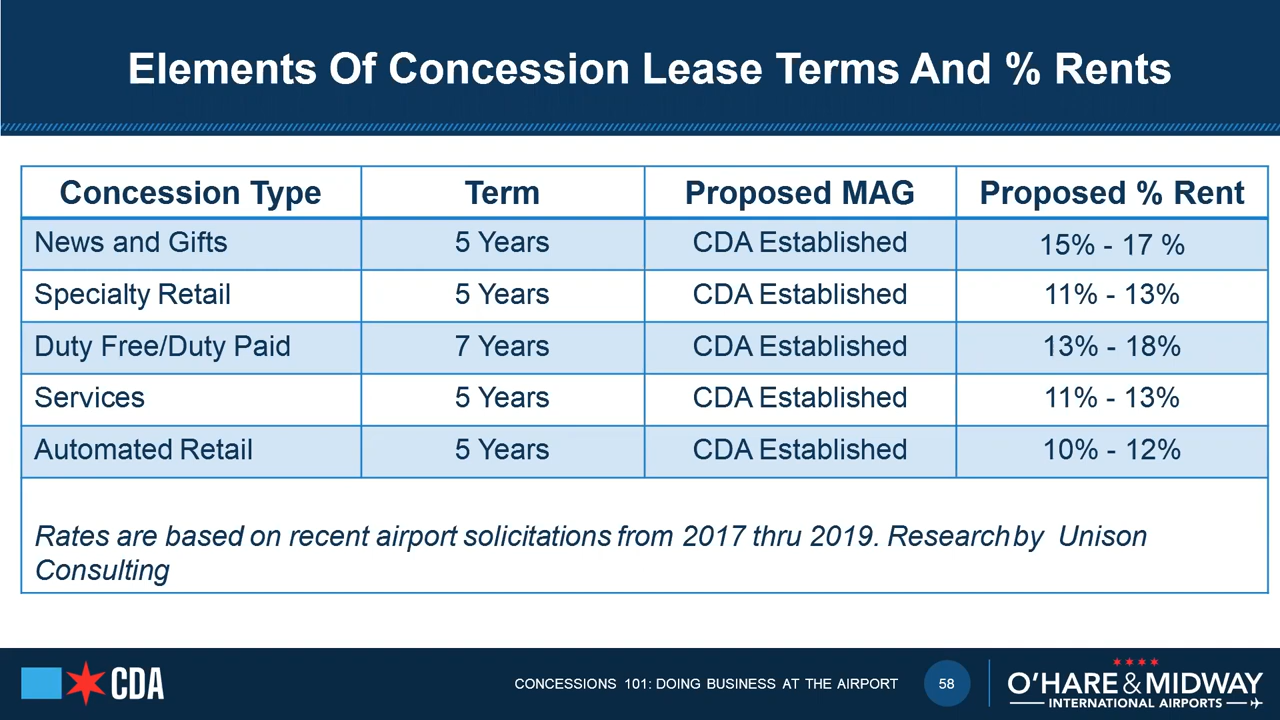 Elements Of Concession Lease Terms And % Rents
Concession Type Term Proposed MAG Proposed % Rent
News and Gifts 5 Years CDA Established 15% - 17 %
Specialty Retail 5 Years CDA Established 11% - 13%
Duty Free/Duty Paid 7 Years CDA Established 13% - 18%
Services 5 Years CDA Established 11% - 13%
Automated Retail 5 Years CDA Established 10% - 12%
Rates are based on recent airport solicitations from 2017 thru 2019. Research by Unison
Consulting
CDA
CONCESSIONS 101: DOING BUSINESS AT THE AIRPORT 58
O'HARE & MIDWAY
INTERNATIONAL AIRPORTS